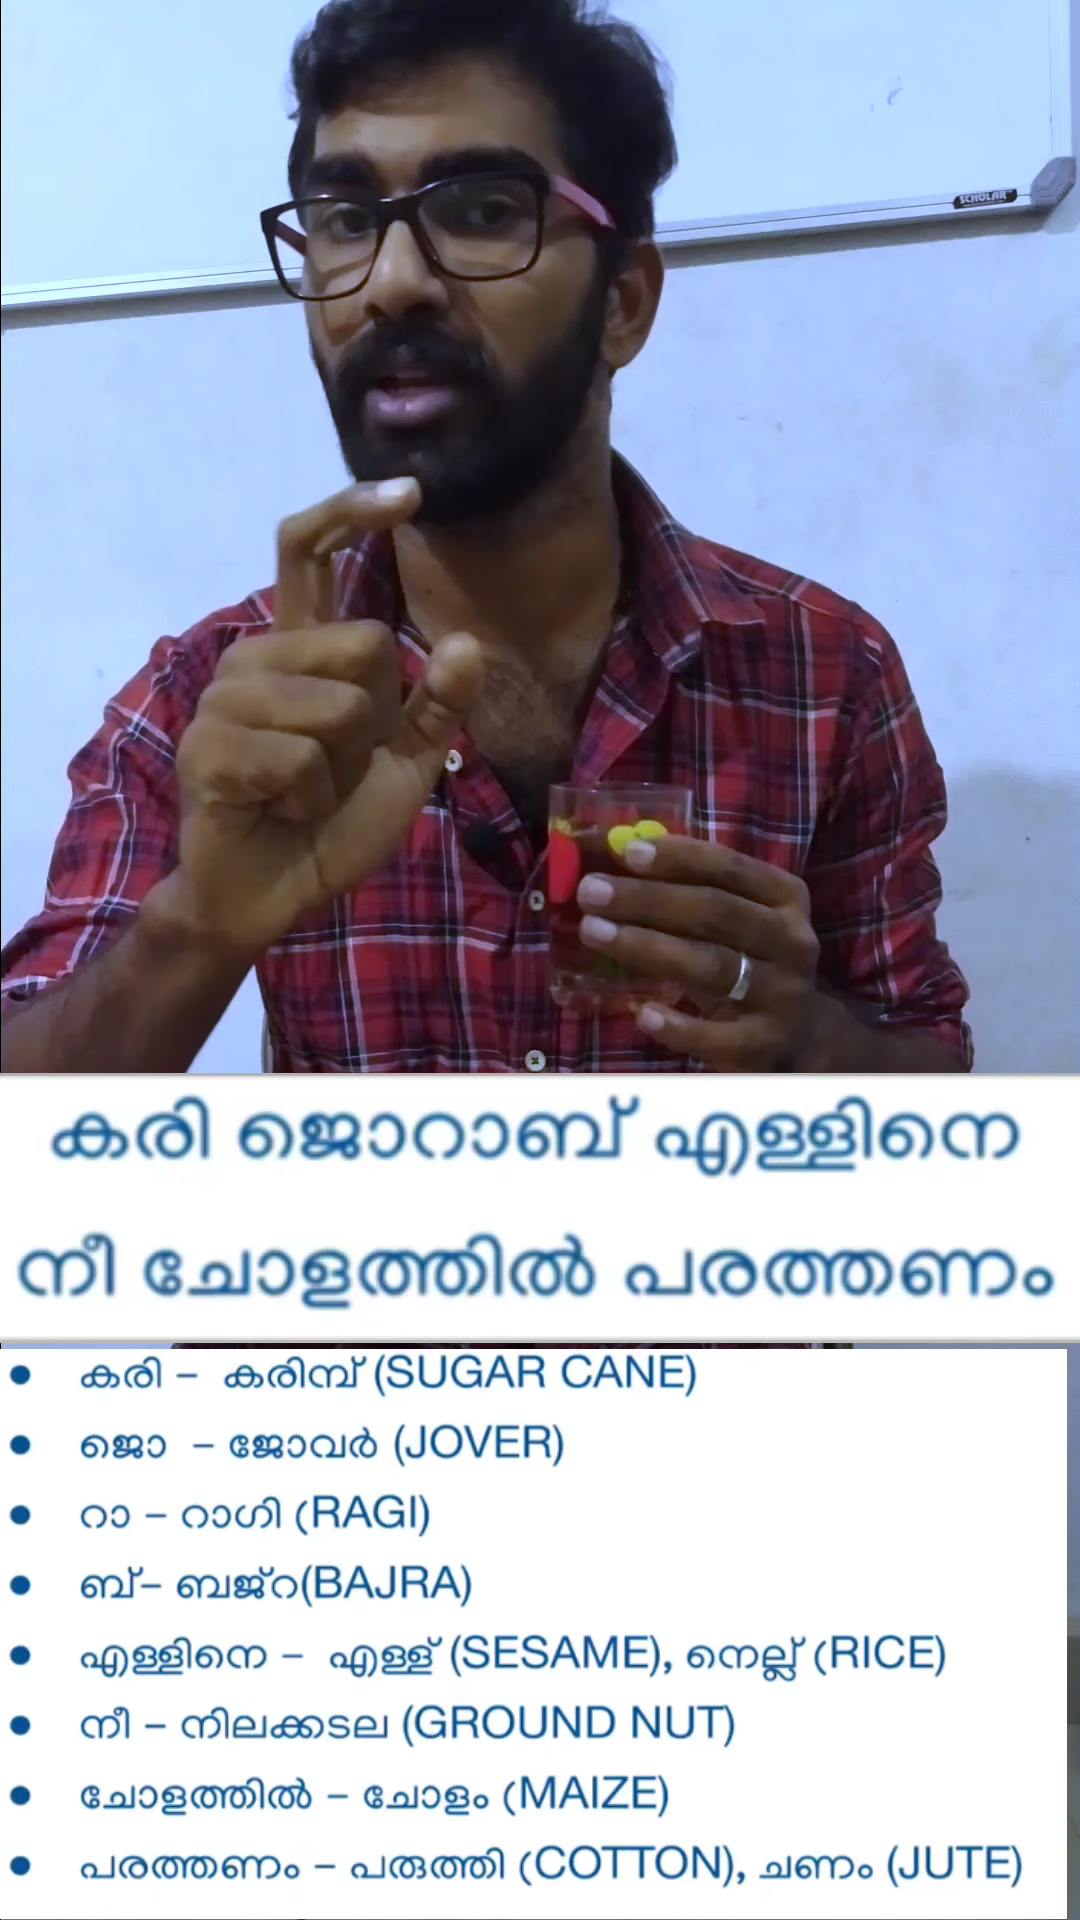 SCHOLAR
കരി ജൊറാബ് എള്ളിനെ
നീ ചോളത്തിൽ പരത്തണം
• കരി – കരിമ്പ് (SUGAR CANE)
• ജൊ – ജോവർ (JOVER)
• റാ – റാഗി (RAGI)
• ബ്– ബജ്റ(BAJRA)
• എള്ളിനെ – എള്ള് (SESAME), നെല്ല് (RICE)
• നീ – നിലക്കടല (GROUND NUT)
• ചോളത്തിൽ – ചോളം (MAIZE)
• പരത്തണം – പരുത്തി (COTTON), ചണം (JUTE)